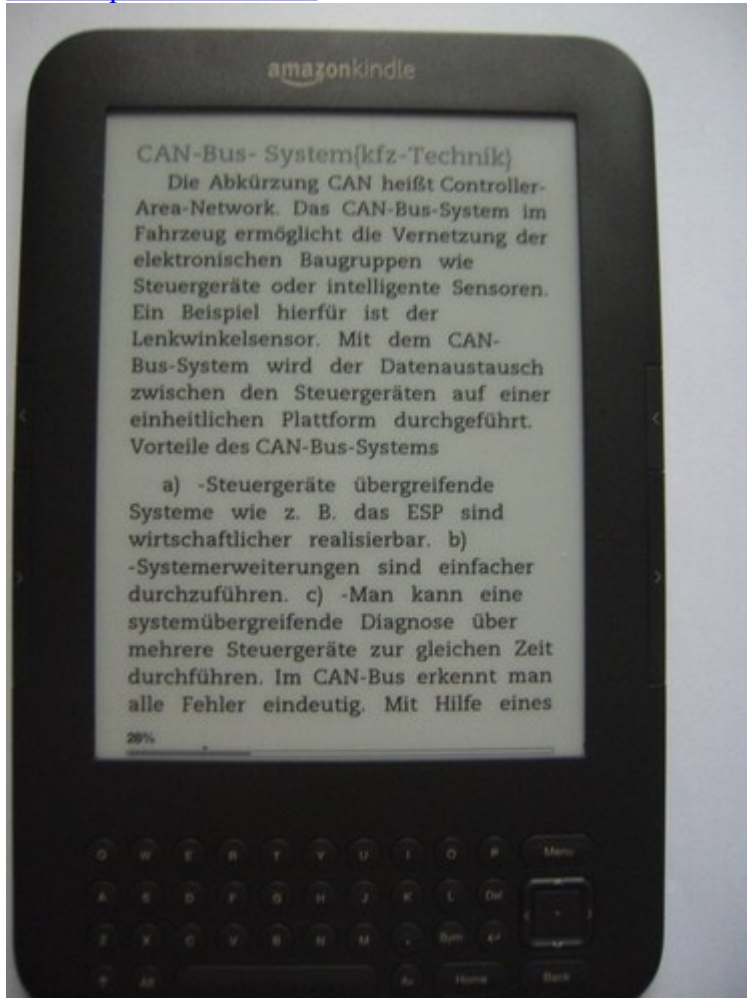 amazonkindle
CAN-Bus- System(kfz-Technik)
Die Abkürzung CAN heißt Controller-
Area-Network. Das CAN-Bus-System im
Fahrzeug ermöglicht die Vernetzung der
elektronischen Baugruppen wie
Steuergeräte oder intelligente Sensoren.
Ein Beispiel hierfür ist der
Lenkwinkelsensor. Mit dem CAN-
Bus-System wird der Datenaustausch
zwischen den Steuergeräten auf einer
einheitlichen Plattform durchgeführt.
Vorteile des CAN-Bus-Systems
a) -Steuergeräte übergreifende
Systeme wie z. B. das ESP sind
wirtschaftlicher realisierbar. b)
-Systemerweiterungen sind einfacher
durchzuführen. c) -Man kann eine
systemübergreifende Diagnose über
mehrere Steuergeräte zur gleichen Zeit
durchführen. Im CAN-Bus erkennt man
alle Fehler eindeutig. Mit Hilfe eines
28%
Q W E R T Y U I O P Menu
A S D F G H J K L Del
Z X C V B N M . Sym
Alt Aa Home Back